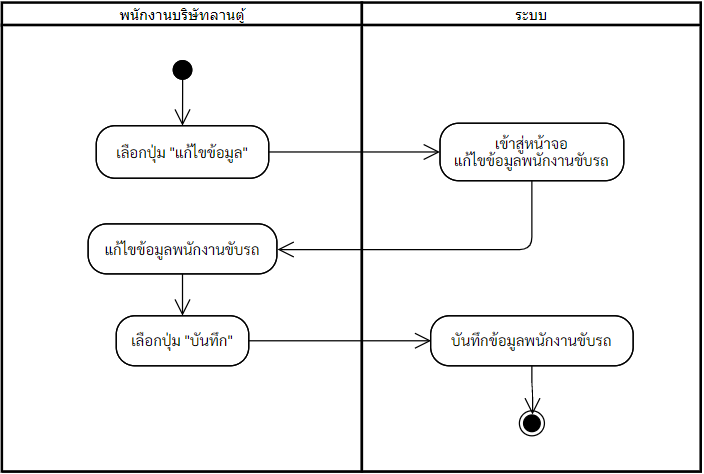 พนักงานบริษัทลานตู้
ระบบ
เลือกปุ่ม "แก้ไขข้อมูล"
เข้าสู่หน้าจอ
แก้ไขข้อมูลพนักงานขับรถ
แก้ไขข้อมูลพนักงานขับรถ
เลือกปุ่ม "บันทึก"
บันทึกข้อมูลพนักงานขับรถ